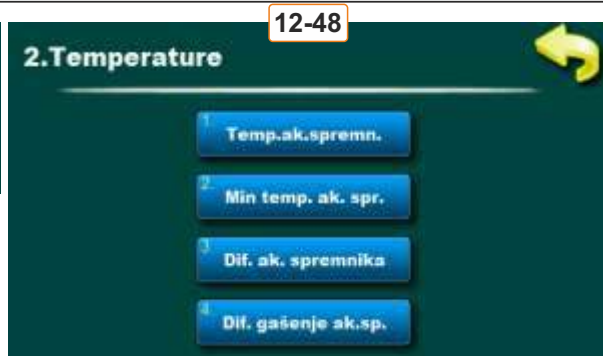 12-48
2.Temperature
1.
Temp.ak.spremn.
2.
Min temp. ak. spr.
3.
Dif. ak. spremnika
4.
Dif. gašenje ak.sp.